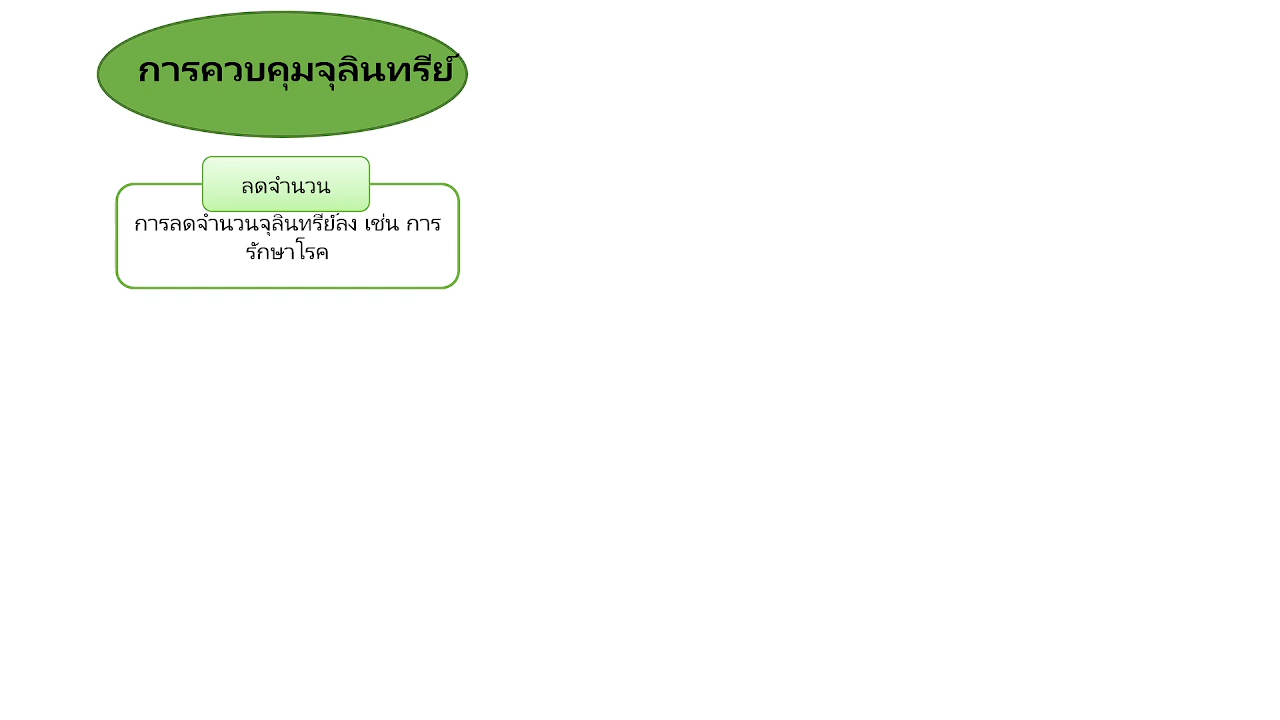 การควบคุมจุลินทรีย์
ลดจำนวน
การลดจำนวนจุลินทรีย์ลง เช่น การ
รักษาโรค